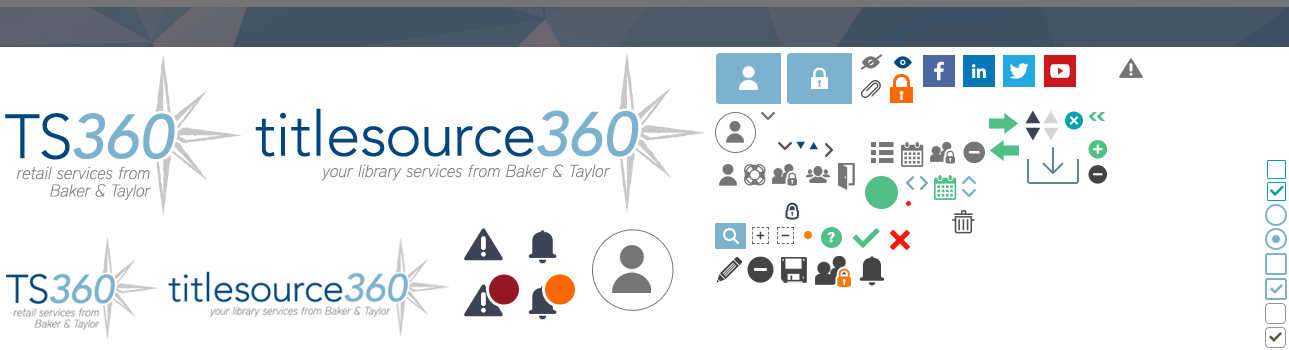 TS360
retail services from
Baker & Taylor
titlesource360
your library services from Baker & Taylor
TS360
retail services from
Baker & Taylor
titlesource360
your library services from Baker & Taylor
f
in
?